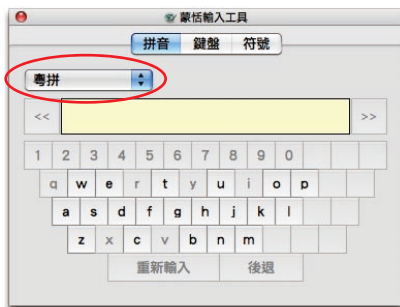 蒙恬輸入工具
拼音 鍵盤 符號
粵拼
<< >>
1 2 3 4 5 6 7 8 9 0
q w e r t y u i o p
a s d f g h j k l
z x c v b n m
重新輸入 後退